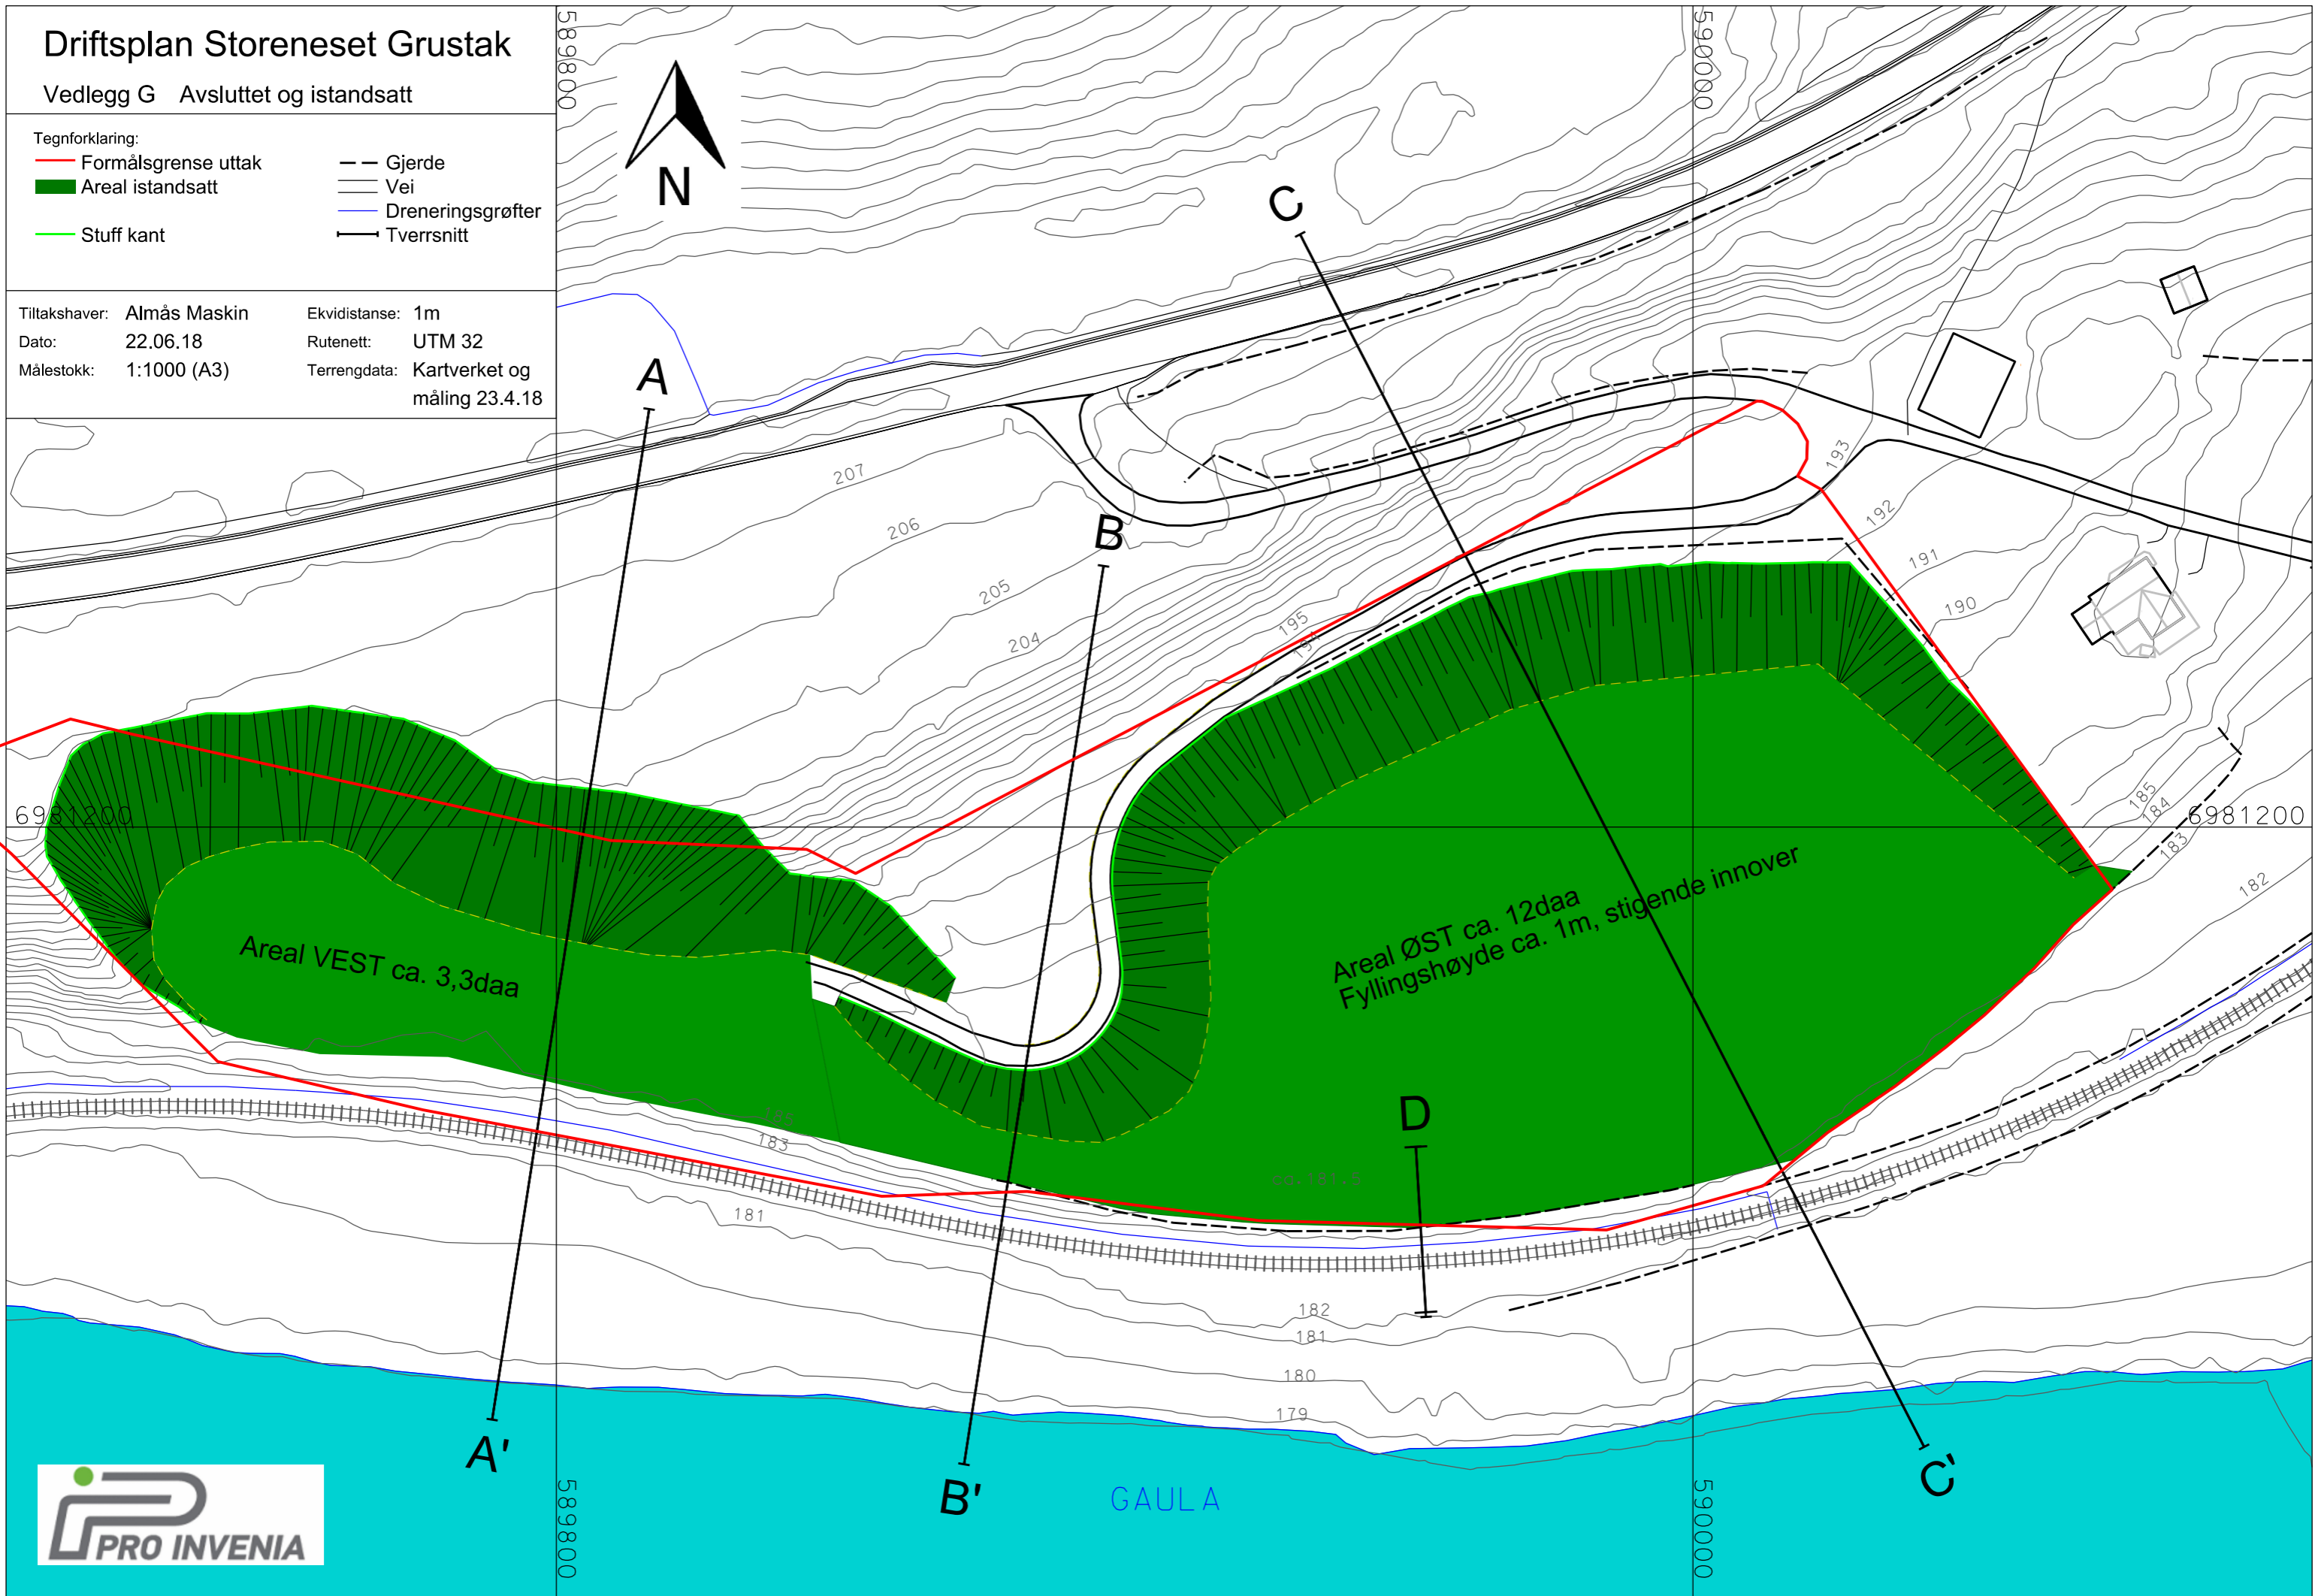 Driftsplan Storeneset Grustak
Vedlegg G Avsluttet og istandsatt
Tegnforklaring:
Formålsgrense uttak
Areal istandsatt
Stuff kant
Gjerde
Vei
Dreneringsgrøfter
Tverrsnitt
Tiltakshaver: Almås Maskin
Dato: 22.06.18
Målestokk: 1:1000 (A3)
Ekvidistanse: 1m
Rutenett: UTM 32
Terrengdata: Kartverket og
måling 23.4.18
589800
590000
N
C
A
B
207
206
205
204
195
194
193
192
191
190
185
184
183
182
6981200
6981200
Areal VEST ca. 3,3daa
Areal ØST ca. 12daa
Fyllingshøyde ca. 1m, stigende innover
D
183
181
182
181
180
179
A'
B'
C'
GAULA
589800
590000
PRO INVENIA